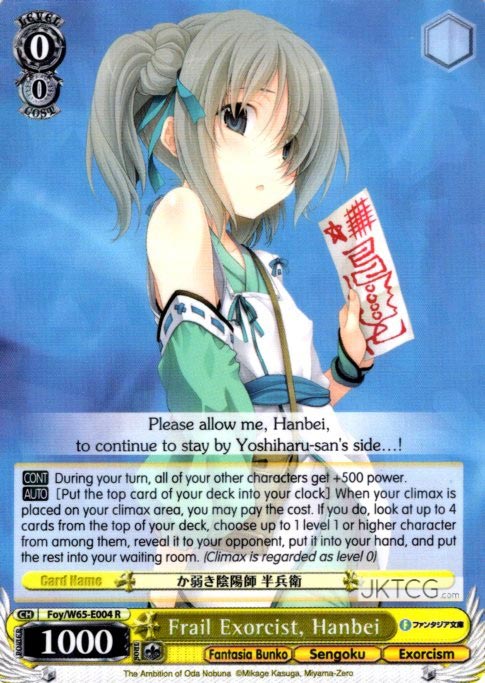 LEVEL
0
0
COST
Please allow me, Hanbei,
to continue to stay by Yoshiharu-san's side…!
CONT During your turn, all of your other characters get +500 power.
AUTO [Put the top card of your deck into your clock] When your climax is
placed on your climax area, you may pay the cost. If you do, look at up to 4
cards from the top of your deck, choose up to 1 level 1 or higher character
from among them, reveal it to your opponent, put it into your hand, and put
the rest into your waiting room. (Climax is regarded as level 0)
Card Name か弱き陰陽師 半兵衛
JKTCG.com
CH Foy/W65-E004 R
POWER 1000 SOUL Frail Exorcist, Hanbei ファンタジア文庫
Fantasia Bunko Sengoku Exorcism
The Ambition of Oda Nobuna ©Mikage Kasuga, Miyama-Zero